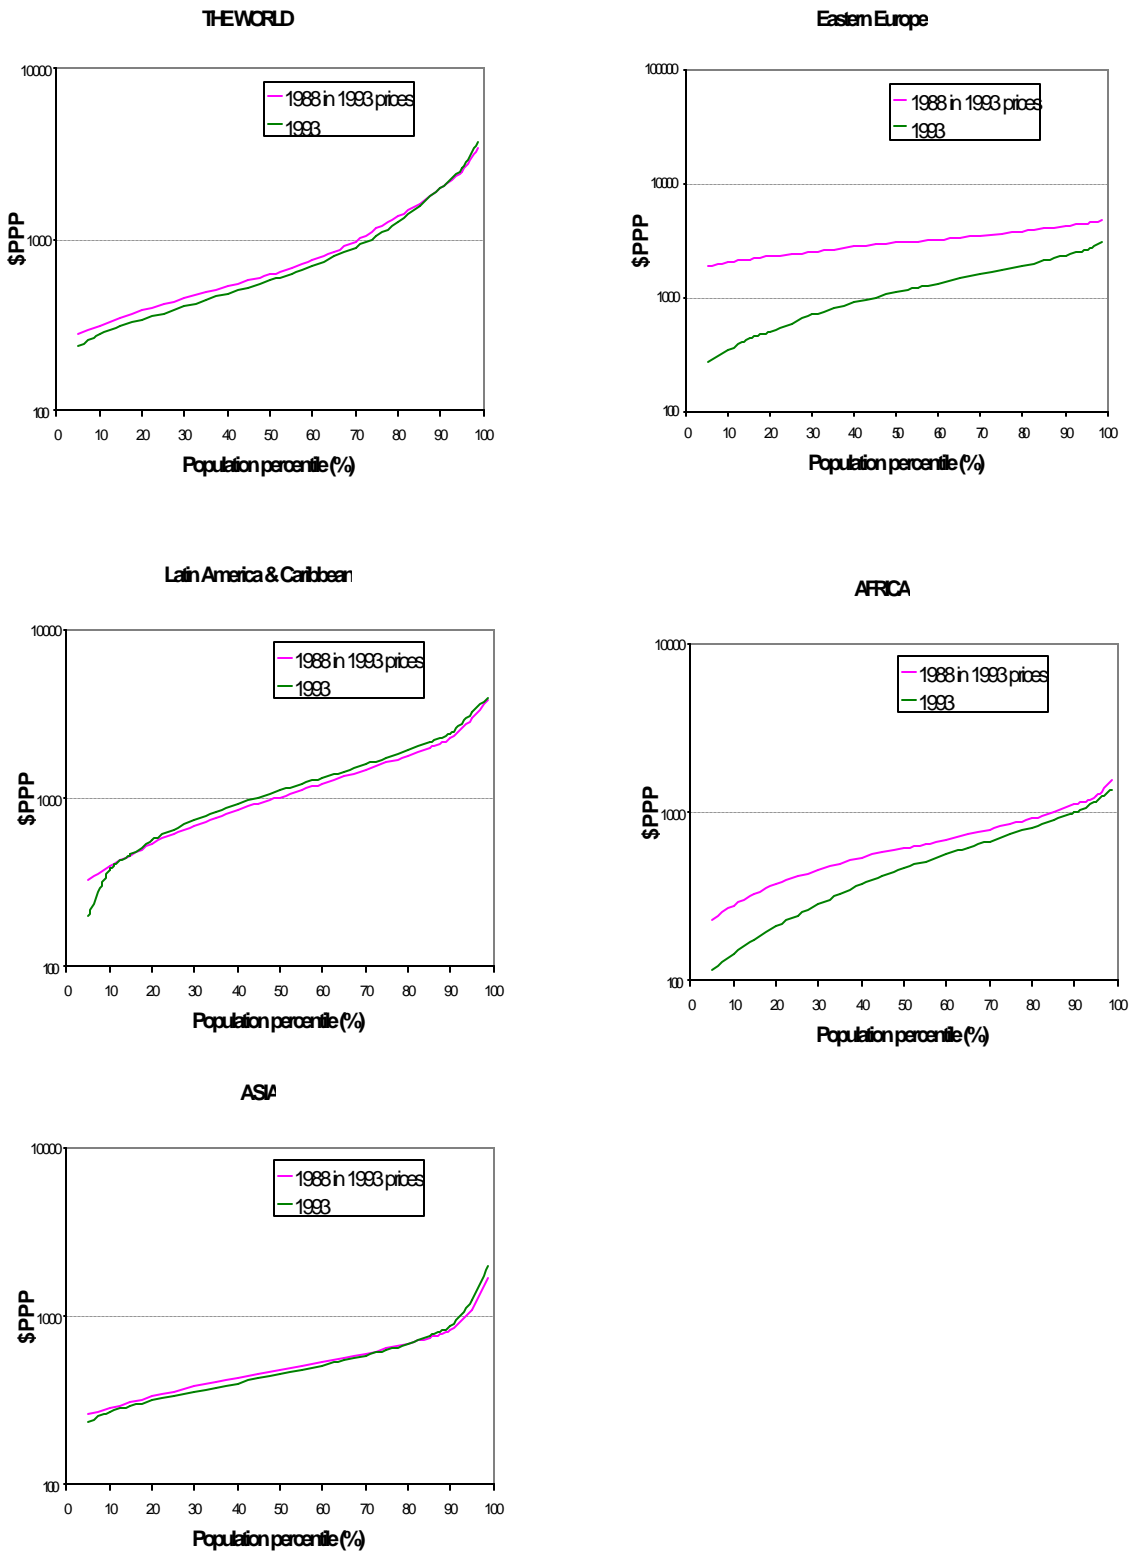 THE WORLD
10000
1000
100
$PPP
1988 in 1993 prices
1993
0 10 20 30 40 50 60 70 80 90 100
Population percentile (%)
Eastern Europe
100000
10000
1000
100
$PPP
1988 in 1993 prices
1993
0 10 20 30 40 50 60 70 80 90 100
Population percentile (%)
Latin America & Caribbean
10000
1000
100
$PPP
1988 in 1993 prices
1993
0 10 20 30 40 50 60 70 80 90 100
Population percentile (%)
AFRICA
10000
1000
100
$PPP
1988 in 1993 prices
1993
0 10 20 30 40 50 60 70 80 90 100
Population percentile (%)
ASIA
10000
1000
100
$PPP
1988 in 1993 prices
1993
0 10 20 30 40 50 60 70 80 90 100
Population percentile (%)